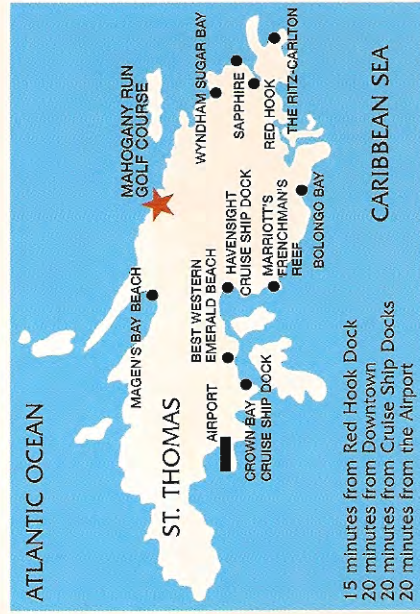 ATLANTIC OCEAN
MAHOGANY RUN
GOLF COURSE
MAGEN'S BAY BEACH
WYNDHAM SUGAR BAY
SAPPHIRE
RED HOOK
THE RITZ-CARLTON
ST. THOMAS
AIRPORT
BEST WESTERN
EMERALD BEACH
HAVENSIGHT
CRUISE SHIP DOCK
CROWN BAY
CRUISE SHIP DOCK
MARRIOTT'S
FRENCHMAN'S
REEF
BOLONGO BAY
CARIBBEAN SEA
15 minutes from Red Hook Dock
20 minutes from Downtown
20 minutes from Cruise Ship Docks
20 minutes from the Airport